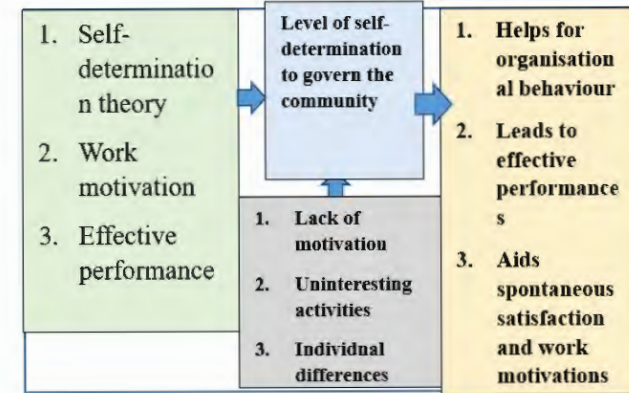 1. Self-
determinatio
n theory
2. Work
motivation
3. Effective
performance
Level of self-
determination
to govern the
community
1. Lack of
motivation
2. Uninteresting
activities
3. Individual
differences
1. Helps for
organisation
al behaviour
2. Leads to
effective
performance
s
3. Aids
spontaneous
satisfaction
and work
motivations